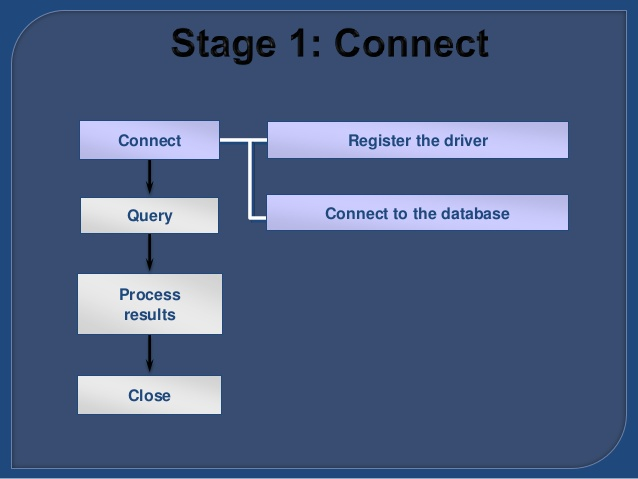 Stage 1: Connect
Connect
Register the driver
Query
Connect to the database
Process
results
Close